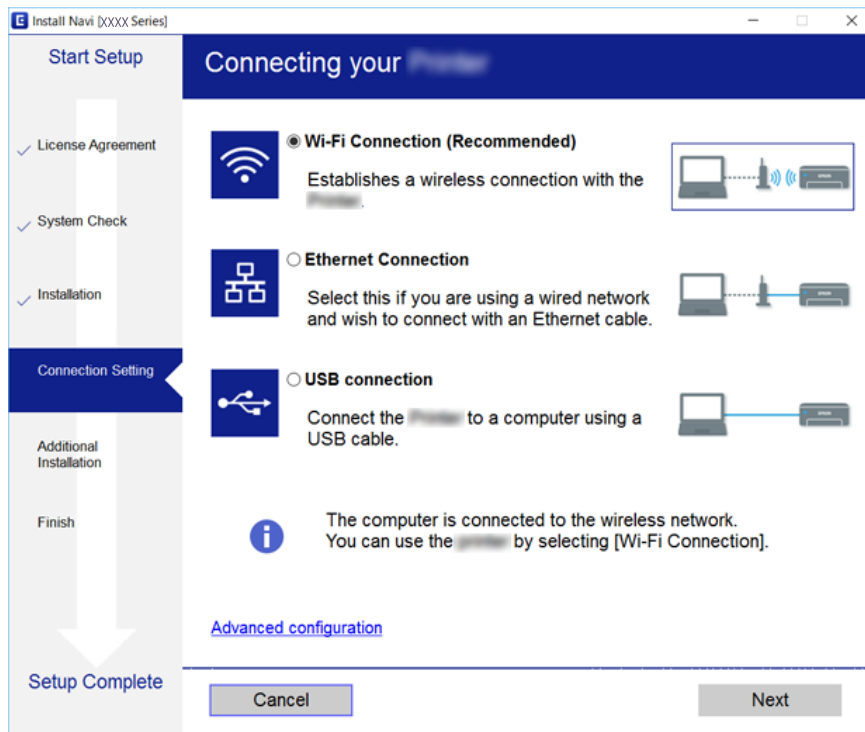 Install Navi [XXXX Series]
Start Setup
License Agreement
System Check
Installation
Connection Setting
Additional
Installation
Finish
Setup Complete
Connecting your
Wi-Fi Connection (Recommended)
Establishes a wireless connection with the
.
EPSON
Ethernet Connection
Select this if you are using a wired network
and wish to connect with an Ethernet cable.
EPSON
USB connection
Connect the to a computer using a
USB cable.
EPSON
The computer is connected to the wireless network.
You can use the by selecting [Wi-Fi Connection].
Advanced configuration
Cancel
Next